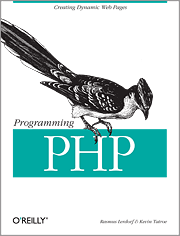 Creating Dynamic Web Pages
Programming
PHP
O'REILLY
Rasmus Lerdorf & Kevin Tatroe